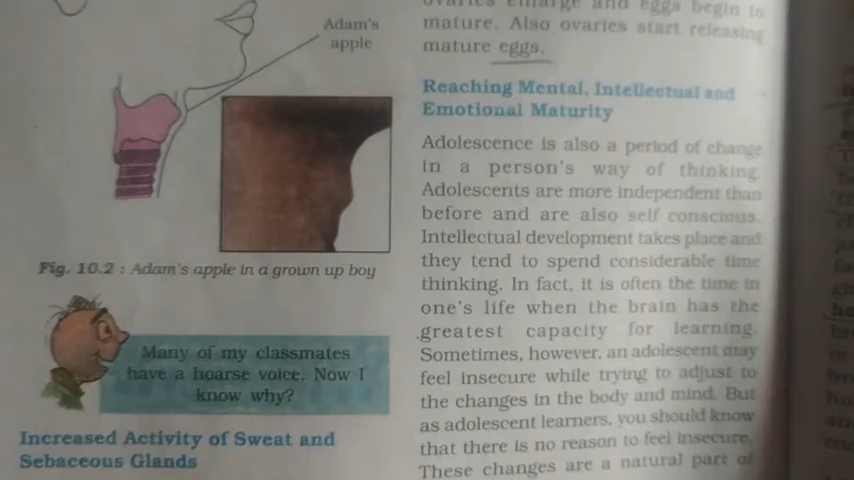 Adam's
apple
Fig. 10.2 : Adam's apple in a grown up boy
Many of my classmates
have a hoarse voice. Now I
know why?
Increased Activity of Sweat and
Sebaceous Glands
ovaries enlarge and eggs begin to
mature. Also ovaries start releasing
mature eggs.
Reaching Mental, Intellectual and
Emotional Maturity
Adolescence is also a period of change
in a person's way of thinking.
Adolescents are more independent than
before and are also self conscious.
Intellectual development takes place and
they tend to spend considerable time
thinking. In fact, it is often the time in
one's life when the brain has the
greatest capacity for learning.
Sometimes, however, an adolescent may
feel insecure while trying to adjust to
the changes in the body and mind. But
as adolescent learners, you should know
that there is no reason to feel insecure.
These changes are a natural part of